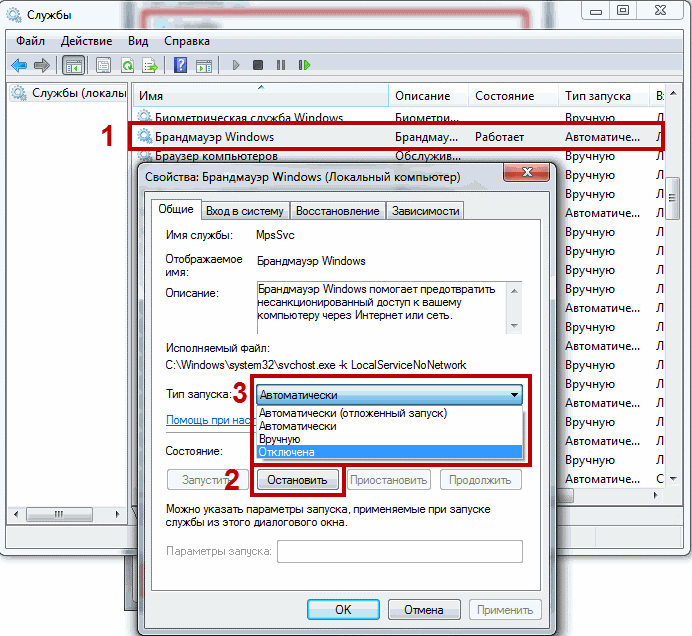 Службы
Файл Действие Вид Справка
Службы (локалы
Имя Описание Состояние Тип запуска
Биометрическая служба Windows Биометри... Вручную
1
Брандмауэр Windows Брандмау... Работает Автоматиче... Л
Браузер компьютеров Обслужив... Вручную Л
Свойства: Брандмауэр Windows (Локальный компьютер)
Вручную Л
Общие Вход в систему Восстановление Зависимости
Вручную Л
Автоматиче... Л
Имя службы: MpsSvc
Вручную Л
Вручную Л
Отображаемое имя: Брандмауэр Windows
Вручную Л
Описание: Брандмауэр Windows помогает предотвратить
несанкционированный доступ к вашему
компьютеру через Интернет или сеть.
Вручную Л
Автоматиче... Л
Вручную Л
Исполняемый файл:
Автоматиче... Л
C:\Windows\system32\svchost.exe -k LocalServiceNoNetwork
Вручную Л
Тип запуска: 3 Автоматически
Автоматиче... Л
Автоматически (отложенный запуск)
Вручную Л
Помощь при нас
Автоматически
Автоматиче... Л
Вручную
Вручную Л
Состояние:
Отключена
Вручную Л
Запустить 2 Остановить Приостановить Продолжить
Автоматиче... С
Можно указать параметры запуска, применяемые при запуске
службы из этого диалогового окна.
Параметры запуска:
OK Отмена Применить